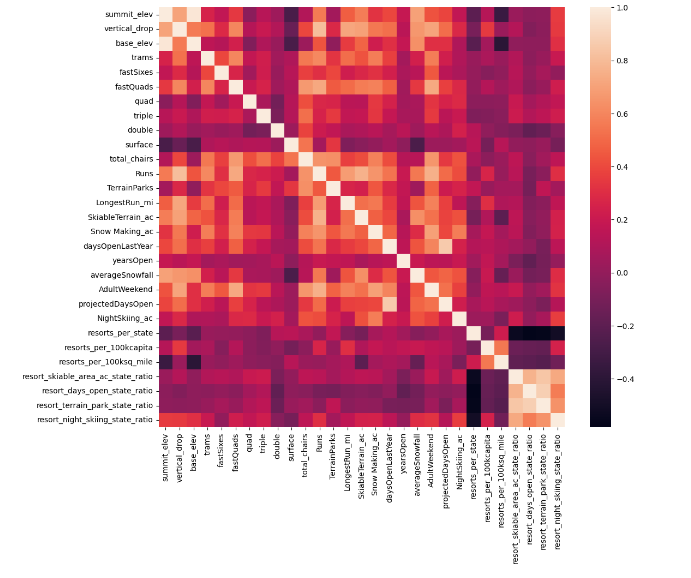 summit_elev
vertical_drop
base_elev
trams
fastSixes
fastQuads
quad
triple
double
surface
total_chairs
Runs
TerrainParks
LongestRun_mi
SkiableTerrain_ac
Snow Making_ac
daysOpenLastYear
yearsOpen
averageSnowfall
AdultWeekend
projectedDaysOpen
NightSkiing_ac
resorts_per_state
resorts_per_100kcapita
resorts_per_100ksq_mile
resort_skiable_area_ac_state_ratio
resort_days_open_state_ratio
resort_terrain_park_state_ratio
resort_night_skiing_state_ratio
summit_elev
vertical_drop
base_elev
trams
fastSixes
fastQuads
quad
triple
double
surface
total_chairs
Runs
TerrainParks
LongestRun_mi
SkiableTerrain_ac
Snow Making_ac
daysOpenLastYear
yearsOpen
averageSnowfall
AdultWeekend
projectedDaysOpen
NightSkiing_ac
resorts_per_state
resorts_per_100kcapita
resorts_per_100ksq_mile
resort_skiable_area_ac_state_ratio
resort_days_open_state_ratio
resort_terrain_park_state_ratio
resort_night_skiing_state_ratio
1.0
0.8
0.6
0.4
0.2
0.0
−0.2
−0.4